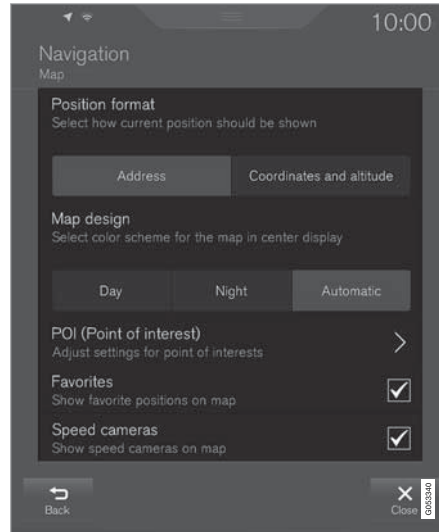 10:00
Navigation
Map
Position format
Select how current position should be shown
Address
Coordinates and altitude
Map design
Select color scheme for the map in center display
Day
Night
Automatic
POI (Point of interest)
Adjust settings for point of interests
Favorites
Show favorite positions on map
Speed cameras
Show speed cameras on map
Back
Close
G053340